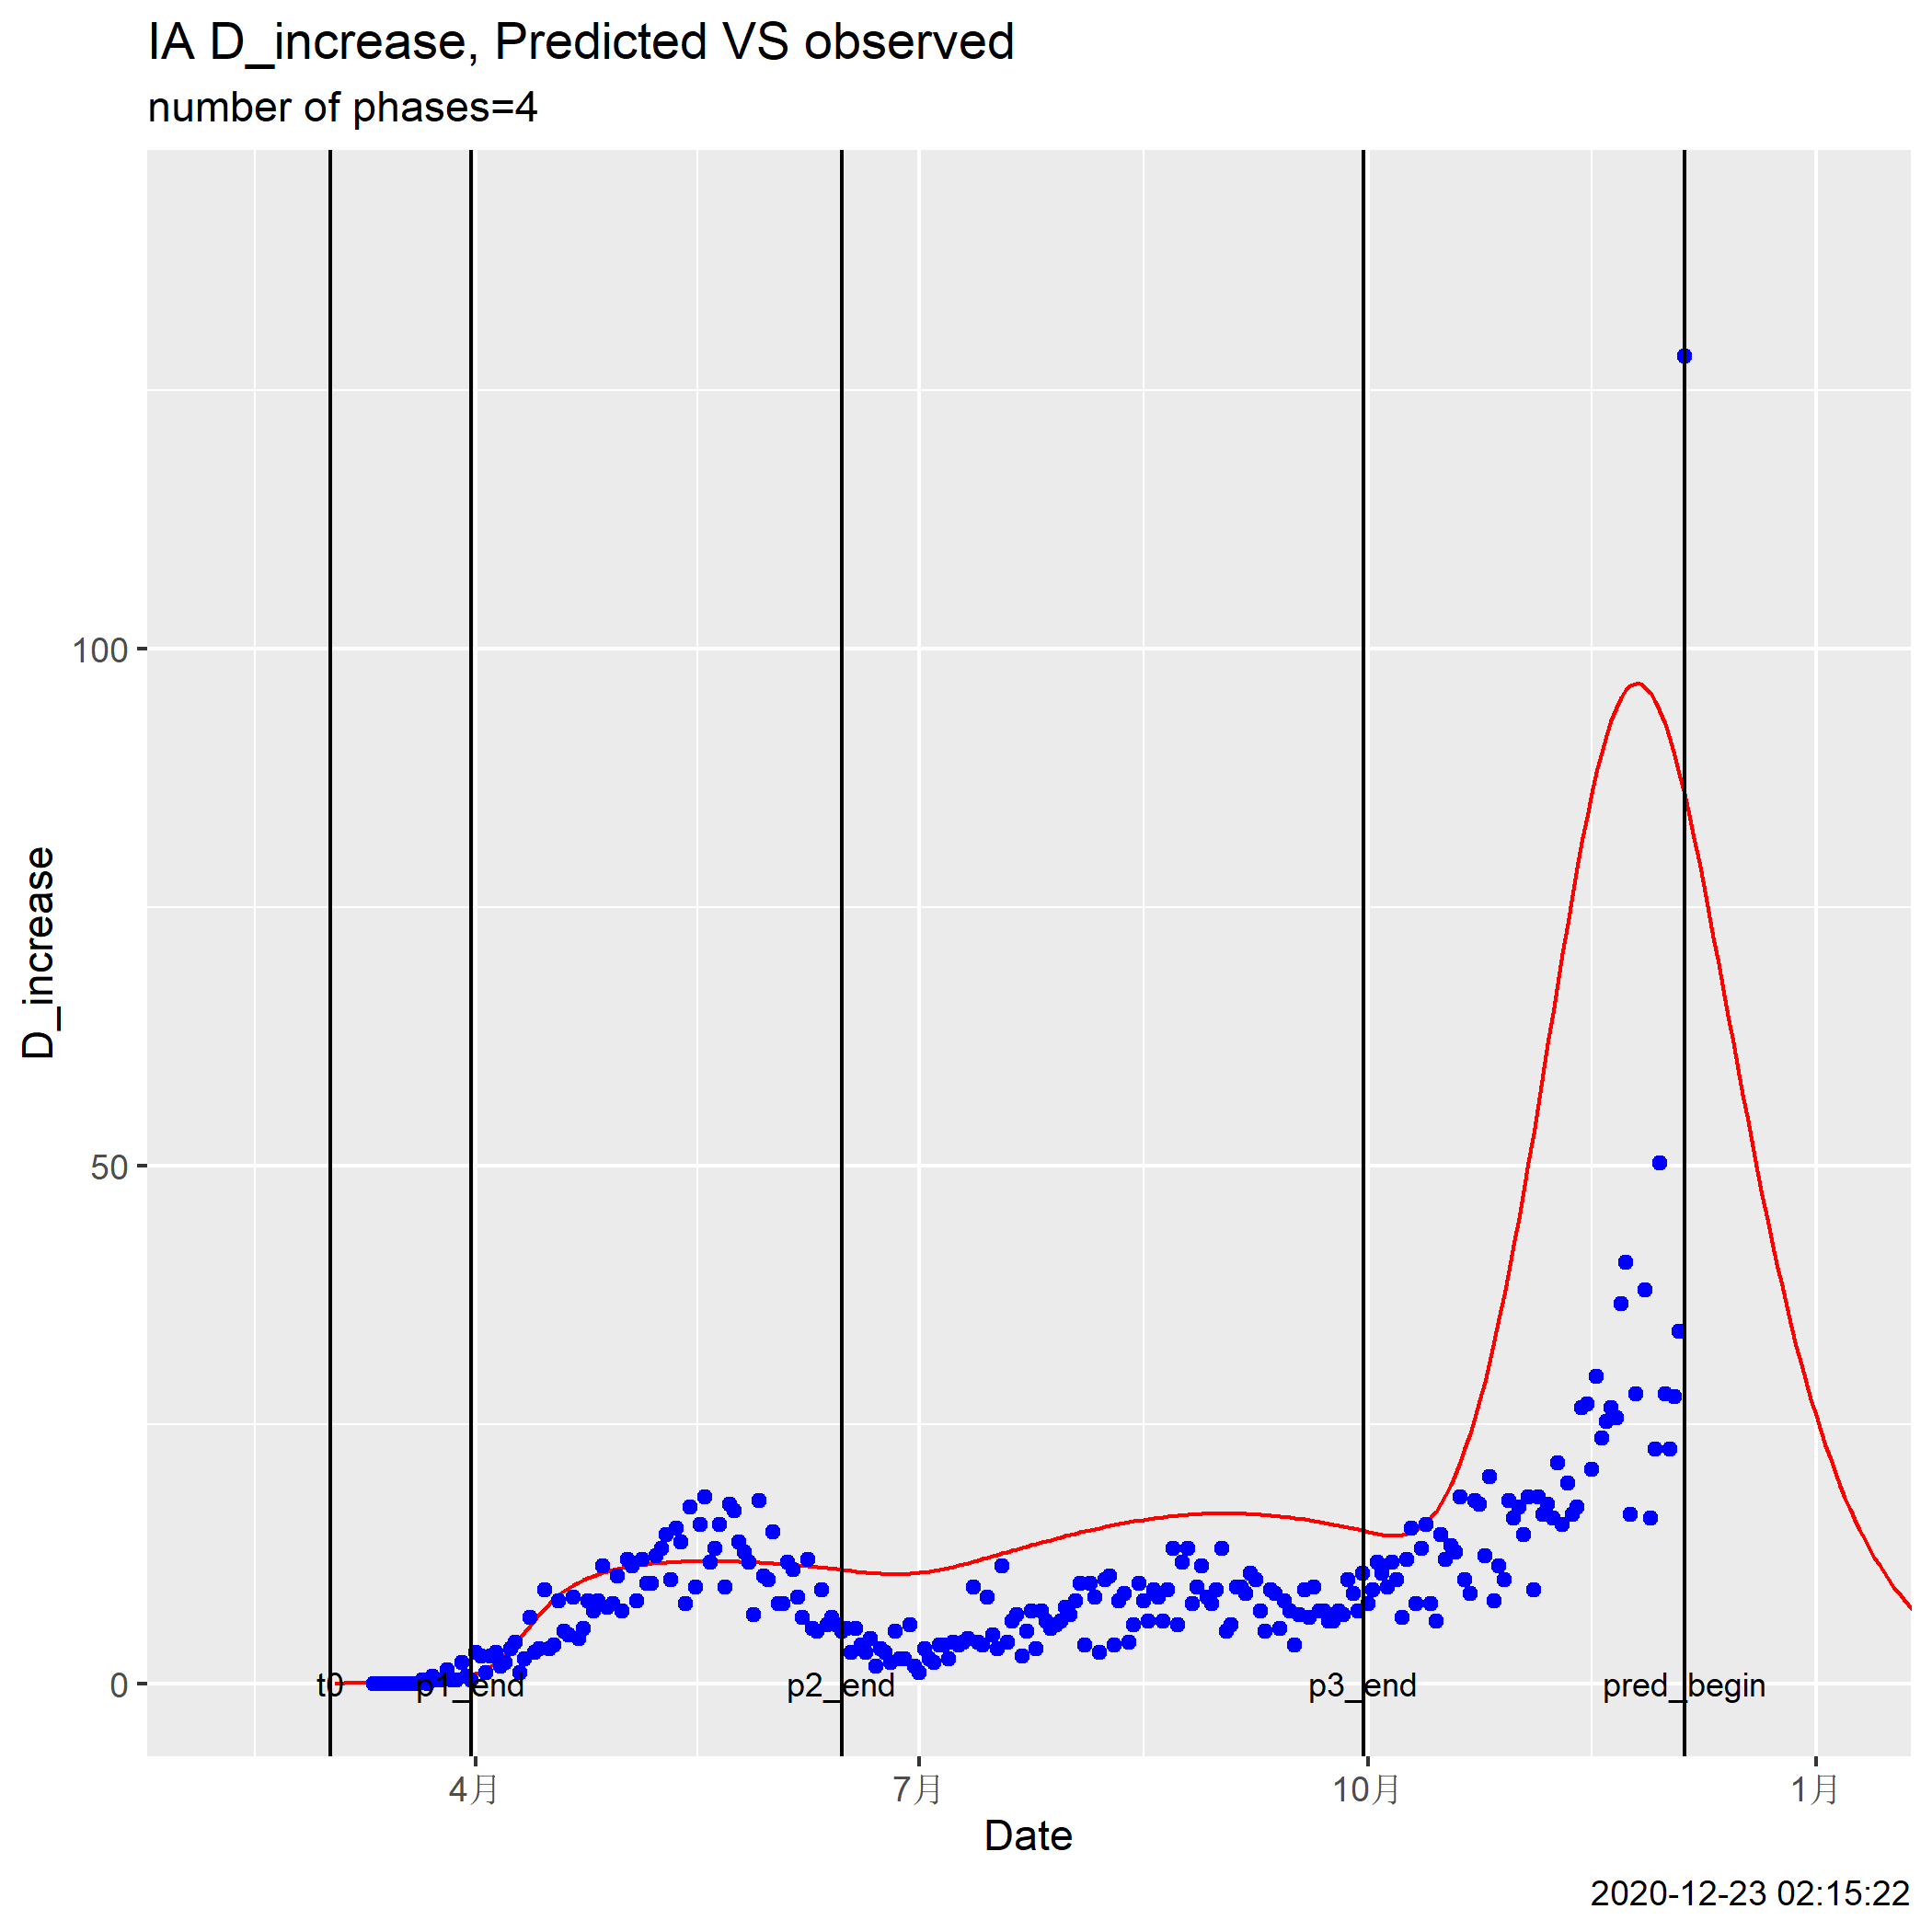 IA D_increase, Predicted VS observed
number of phases=4
D_increase
100
50
0
t0
p1_end
p2_end
p3_end
pred_begin
4月
7月
10月
1月
Date
2020-12-23 02:15:22